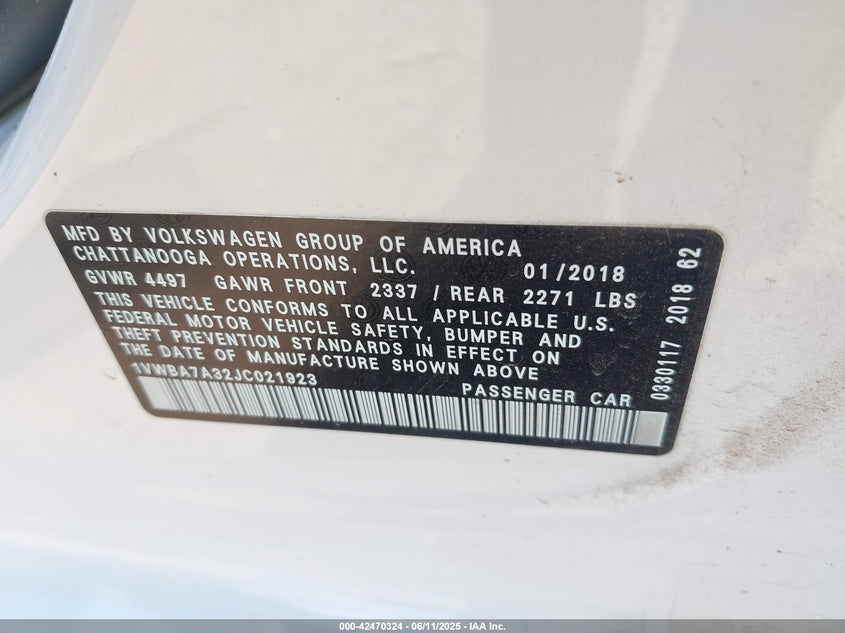 MFD BY VOLKSWAGEN GROUP OF AMERICA
CHATTANOOGA OPERATIONS, LLC. 01/2018
GVWR 4497 GAWR FRONT 2337 / REAR 2271 LBS
THIS VEHICLE CONFORMS TO ALL APPLICABLE U.S.
FEDERAL MOTOR VEHICLE SAFETY, BUMPER AND
THEFT PREVENTION STANDARDS IN EFFECT ON
THE DATE OF MANUFACTURE SHOWN ABOVE
1VWBA7A32JC021923 PASSENGER CAR
0330117 2018 62
000-42470324 - 06/11/2025 - IAA Inc.